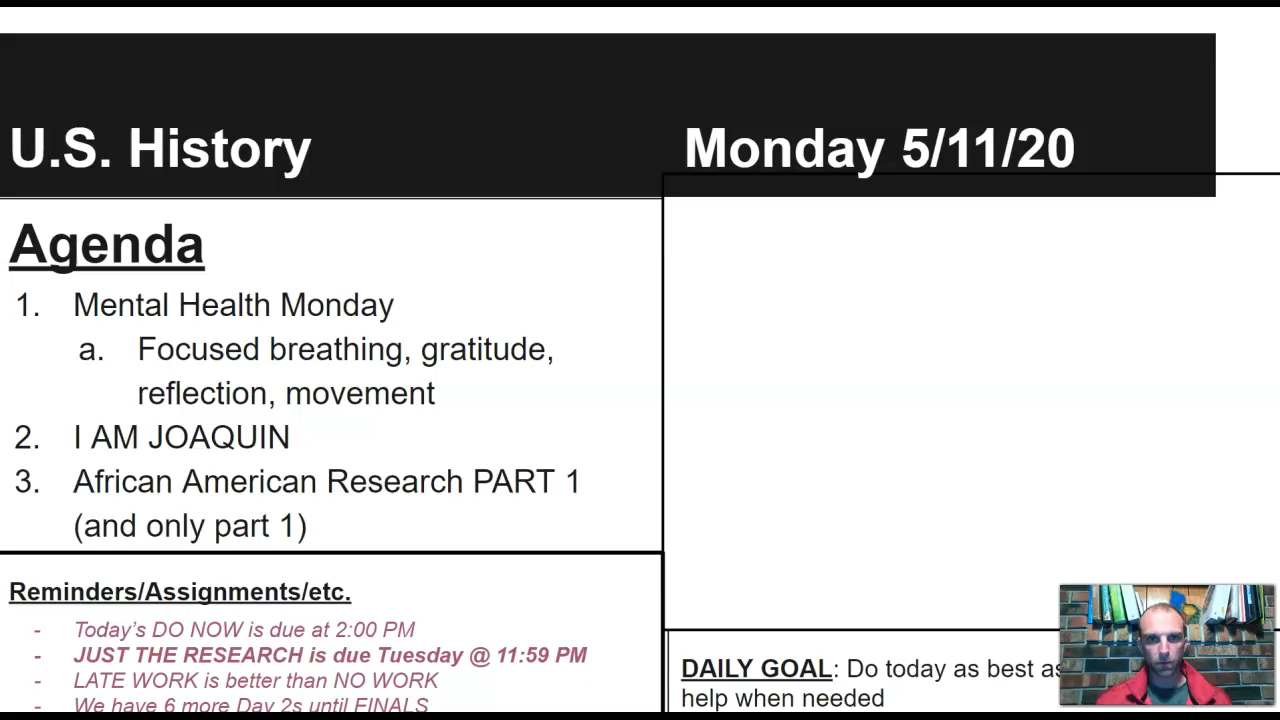 U.S. History
Monday 5/11/20
Agenda
1. Mental Health Monday
a. Focused breathing, gratitude,
reflection, movement
2. I AM JOAQUIN
3. African American Research PART 1
(and only part 1)
Reminders/Assignments/etc.
- Today's DO NOW is due at 2:00 PM
- JUST THE RESEARCH is due Tuesday @ 11:59 PM
- LATE WORK is better than NO WORK
- We have 6 more Day 2s until FINALS
DAILY GOAL: Do today as best as
help when needed